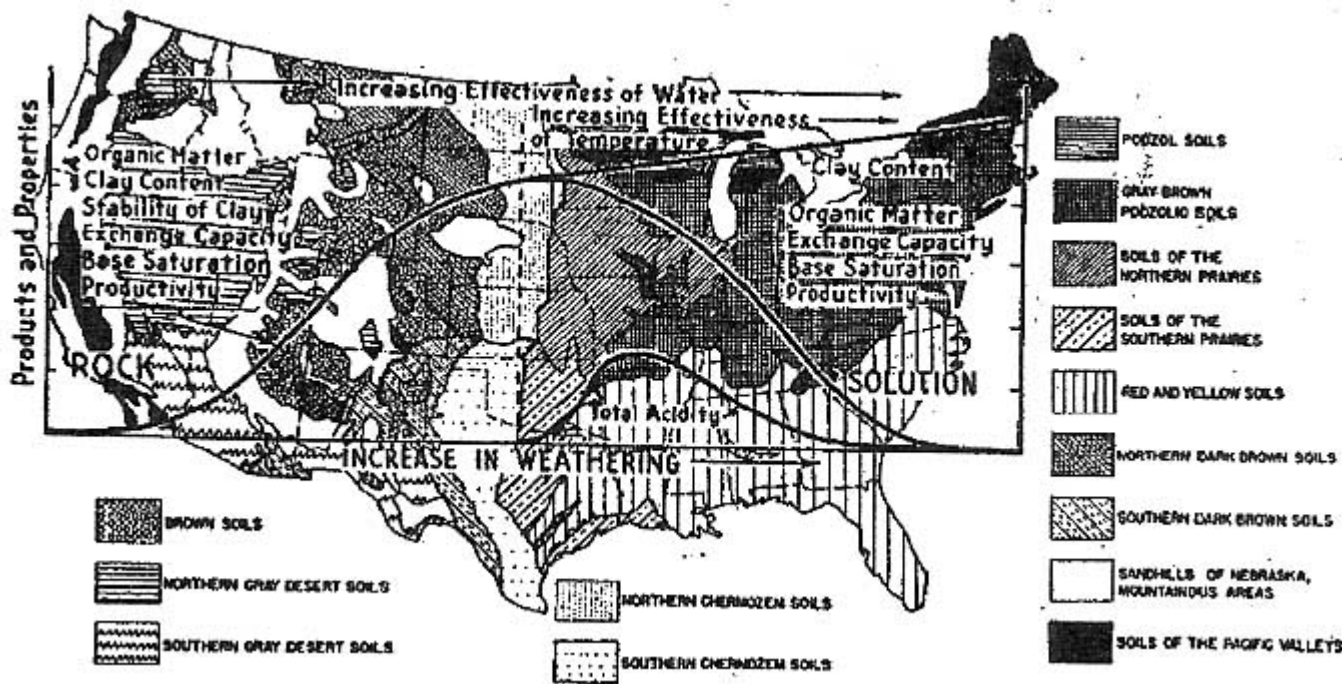 Increasing Effectiveness of Water
Increasing Effectiveness
of Temperature
Products and Properties
Organic Matter
Clay Content
Stability of Clay
Exchange Capacity
Base Saturation
Productivity
ROCK
Clay Content
Organic Matter
Exchange Capacity
Base Saturation
Productivity
SOLUTION
Total Acidity
INCREASE IN WEATHERING
PODZOL SOILS
GRAY-BROWN
PODZOLIC SOILS
SOILS OF THE
NORTHERN PRAIRIES
SOILS OF THE
SOUTHERN PRAIRIES
RED AND YELLOW SOILS
NORTHERN DARK BROWN SOILS
SOUTHERN DARK BROWN SOILS
SANDHILLS OF NEBRASKA,
MOUNTAINOUS AREAS
SOILS OF THE PACIFIC VALLEYS
BROWN SOILS
NORTHERN GRAY DESERT SOILS
SOUTHERN GRAY DESERT SOILS
NORTHERN CHERNOZEM SOILS
SOUTHERN CHERNOZEM SOILS